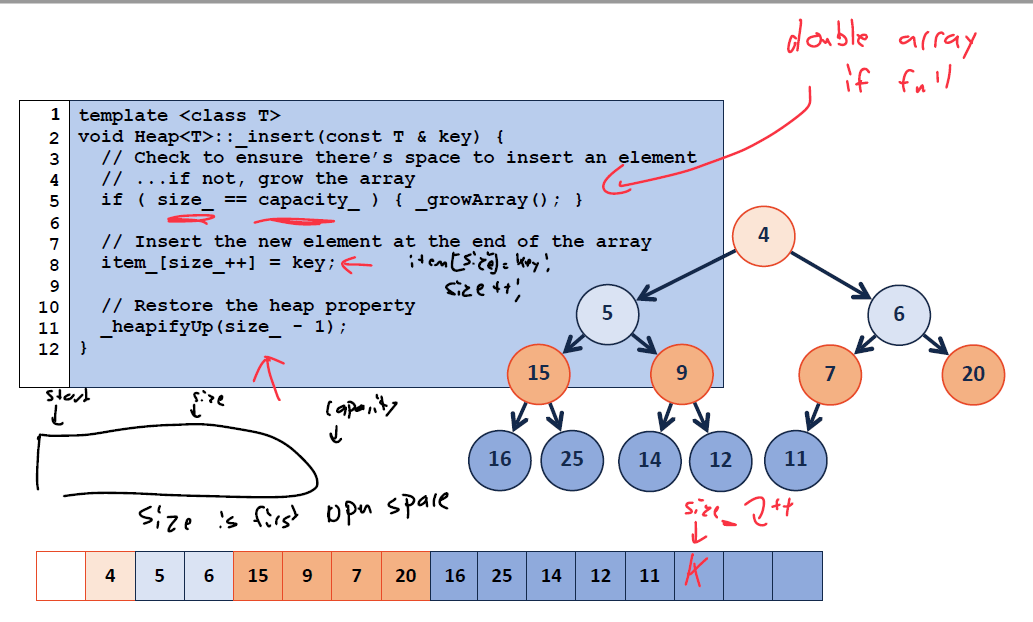 double array
if full
1 template <class T>
2 void Heap<T>::_insert(const T & key) {
3 // Check to ensure there's space to insert an element
4 // ...if not, grow the array
5 if ( size_ == capacity_ ) { _growArray(); }
6
7 // Insert the new element at the end of the array
8 item_[size_++] = key;
item[size]=key;
9
size++;
10 // Restore the heap property
11 _heapifyUp(size_ - 1);
12 }
4
5 6
15 9 7 20
16 25 14 12 11
start size capacity
size is first opn space
size_ ++
4 5 6 15 9 7 20 16 25 14 12 11